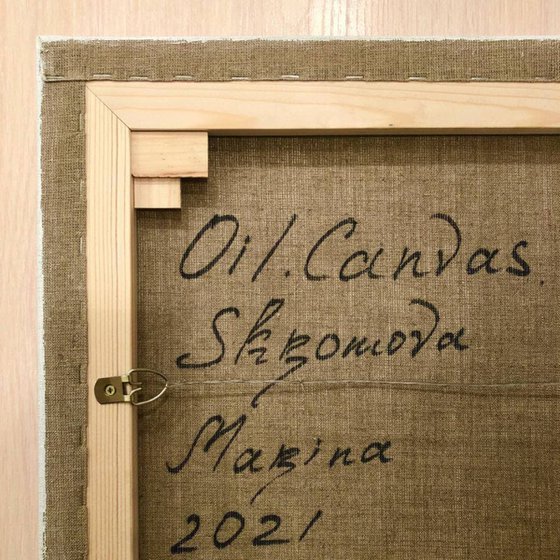 Oil. Canvas.
Skromova
Marina
2021